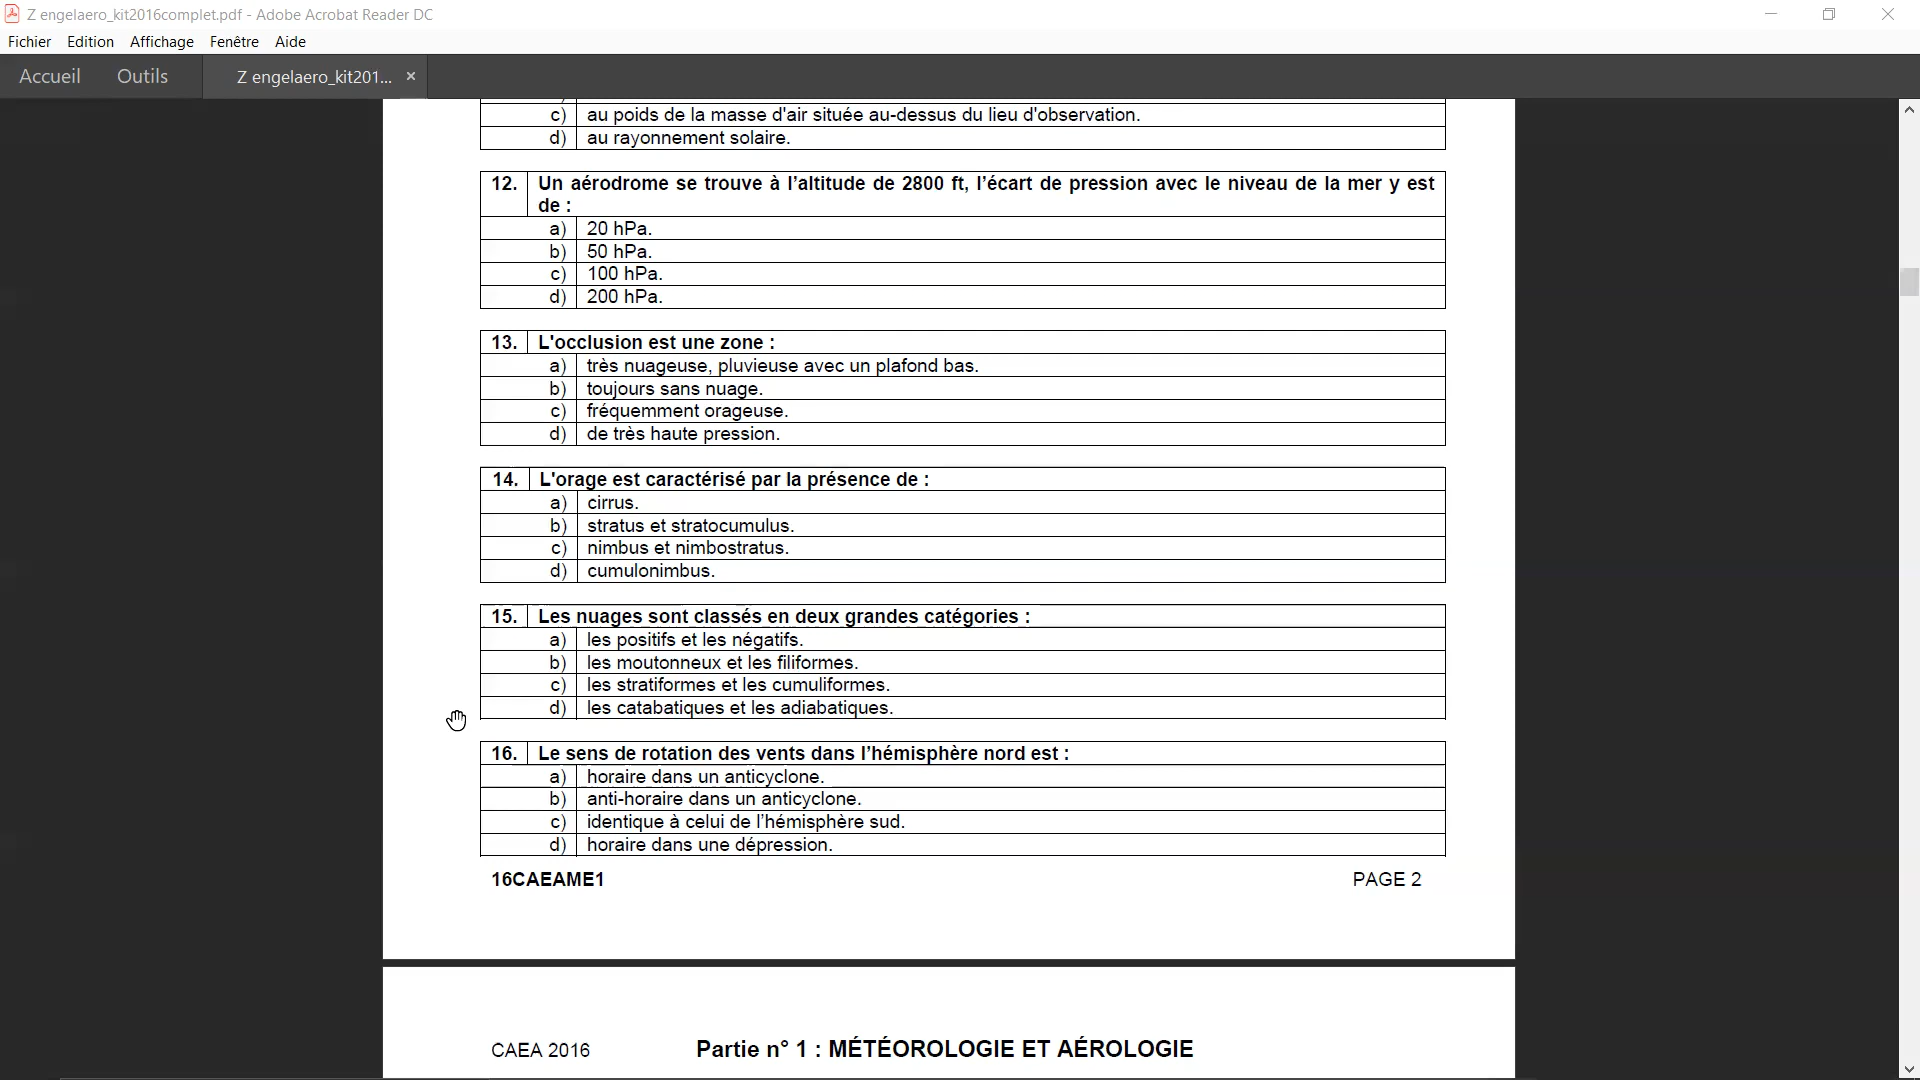 Z engelaero_kit2016complet.pdf - Adobe Acrobat Reader DC
Fichier Edition Affichage Fenêtre Aide
Accueil Outils Z engelaero_kit201... ×
c) au poids de la masse d'air située au-dessus du lieu d'observation.
d) au rayonnement solaire.
12. Un aérodrome se trouve à l’altitude de 2800 ft, l’écart de pression avec le niveau de la mer y est
de :
a) 20 hPa.
b) 50 hPa.
c) 100 hPa.
d) 200 hPa.
13. L'occlusion est une zone :
a) très nuageuse, pluvieuse avec un plafond bas.
b) toujours sans nuage.
c) fréquemment orageuse.
d) de très haute pression.
14. L'orage est caractérisé par la présence de :
a) cirrus.
b) stratus et stratocumulus.
c) nimbus et nimbostratus.
d) cumulonimbus.
15. Les nuages sont classés en deux grandes catégories :
a) les positifs et les négatifs.
b) les moutonneux et les filiformes.
c) les stratiformes et les cumuliformes.
d) les catabatiques et les adiabatiques.
16. Le sens de rotation des vents dans l’hémisphère nord est :
a) horaire dans un anticyclone.
b) anti-horaire dans un anticyclone.
c) identique à celui de l’hémisphère sud.
d) horaire dans une dépression.
16CAEAME1 PAGE 2
CAEA 2016 Partie n° 1 : MÉTÉOROLOGIE ET AÉROLOGIE